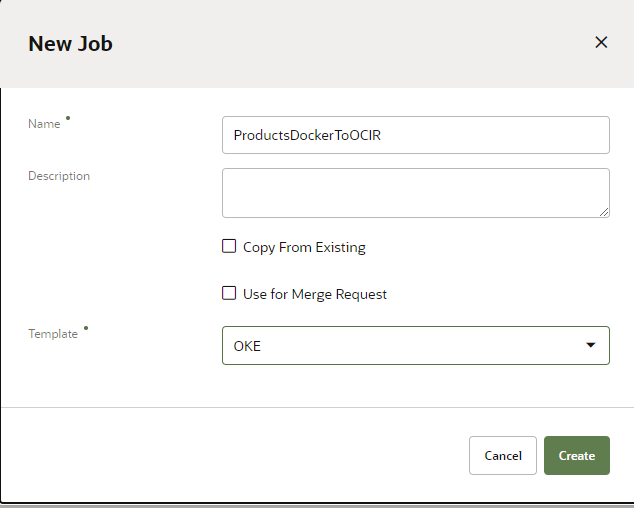 New Job
Name
ProductsDockerToOCIR
Description
Copy From Existing
Use for Merge Request
Template
OKE
Cancel
Create